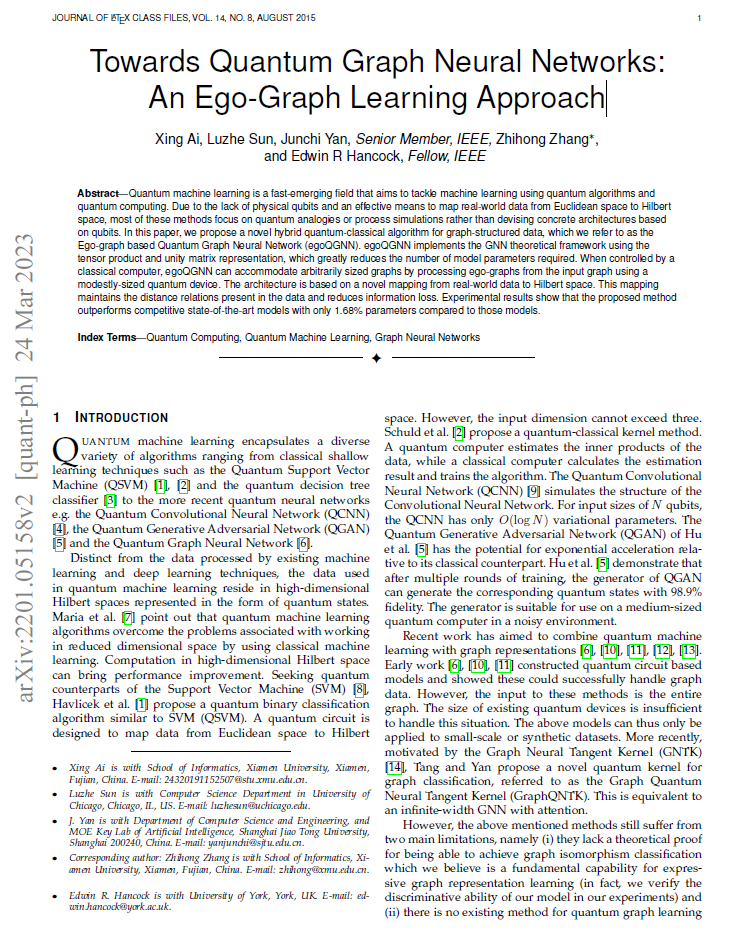 JOURNAL OF LATEX CLASS FILES, VOL. 14, NO. 8, AUGUST 2015 1
Towards Quantum Graph Neural Networks:
An Ego-Graph Learning Approach
Xing Ai, Luzhe Sun, Junchi Yan, Senior Member, IEEE, Zhihong Zhang*,
and Edwin R Hancock, Fellow, IEEE
Abstract—Quantum machine learning is a fast-emerging field that aims to tackle machine learning using quantum algorithms and
quantum computing. Due to the lack of physical qubits and an effective means to map real-world data from Euclidean space to Hilbert
space, most of these methods focus on quantum analogies or process simulations rather than devising concrete architectures based
on qubits. In this paper, we propose a novel hybrid quantum-classical algorithm for graph-structured data, which we refer to as the
Ego-graph based Quantum Graph Neural Network (egoQGNN). egoQGNN implements the GNN theoretical framework using the
tensor product and unity matrix representation, which greatly reduces the number of model parameters required. When controlled by a
classical computer, egoQGNN can accommodate arbitrarily sized graphs by processing ego-graphs from the input graph using a
modestly-sized quantum device. The architecture is based on a novel mapping from real-world data to Hilbert space. This mapping
maintains the distance relations present in the data and reduces information loss. Experimental results show that the proposed method
outperforms competitive state-of-the-art models with only 1.68% parameters compared to those models.
Index Terms—Quantum Computing, Quantum Machine Learning, Graph Neural Networks
arXiv:2201.05158v2 [quant-ph] 24 Mar 2023
1 INTRODUCTION
QUANTUM machine learning encapsulates a diverse
variety of algorithms ranging from classical shallow
learning techniques such as the Quantum Support Vector
Machine (QSVM) [1], [2] and the quantum decision tree
classifier [3] to the more recent quantum neural networks
e.g. the Quantum Convolutional Neural Network (QCNN)
[4], the Quantum Generative Adversarial Network (QGAN)
[5] and the Quantum Graph Neural Network [6].
Distinct from the data processed by existing machine
learning and deep learning techniques, the data used
in quantum machine learning reside in high-dimensional
Hilbert spaces represented in the form of quantum states.
Maria et al. [7] point out that quantum machine learning
algorithms overcome the problems associated with working
in reduced dimensional space by using classical machine
learning. Computation in high-dimensional Hilbert space
can bring performance improvement. Seeking quantum
counterparts of the Support Vector Machine (SVM) [8],
Havlicek et al. [1] propose a quantum binary classification
algorithm similar to SVM (QSVM). A quantum circuit is
designed to map data from Euclidean space to Hilbert
• Xing Ai is with School of Informatics, Xiamen University, Xiamen,
Fujian, China. E-mail: 24320191152507@stu.xmu.edu.cn.
• Luzhe Sun is with Computer Science Department in University of
Chicago, Chicago, IL, US. E-mail: luzhesun@uchicago.edu.
• J. Yan is with Department of Computer Science and Engineering, and
MOE Key Lab of Artificial Intelligence, Shanghai Jiao Tong University,
Shanghai 200240, China. E-mail: yanjunchi@sjtu.edu.cn.
• Corresponding author: Zhihong Zhang is with School of Informatics, Xi-
amen University, Xiamen, Fujian, China. E-mail: zhihong@xmu.edu.cn.
• Edwin R. Hancock is with University of York, York, UK. E-mail: ed-
win.hancock@york.ac.uk.
space. However, the input dimension cannot exceed three.
Schuld et al. [2] propose a quantum-classical kernel method.
A quantum computer estimates the inner products of the
data, while a classical computer calculates the estimation
result and trains the algorithm. The Quantum Convolutional
Neural Network (QCNN) [9] simulates the structure of the
Convolutional Neural Network. For input sizes of N qubits,
the QCNN has only O(log N) variational parameters. The
Quantum Generative Adversarial Network (QGAN) of Hu
et al. [5] has the potential for exponential acceleration rela-
tive to its classical counterpart. Hu et al. [5] demonstrate that
after multiple rounds of training, the generator of QGAN
can generate the corresponding quantum states with 98.9%
fidelity. The generator is suitable for use on a medium-sized
quantum computer in a noisy environment.
Recent work has aimed to combine quantum machine
learning with graph representations [6], [10], [11], [12], [13].
Early work [6], [10], [11] constructed quantum circuit based
models and showed these could successfully handle graph
data. However, the input to these methods is the entire
graph. The size of existing quantum devices is insufficient
to handle this situation. The above models can thus only be
applied to small-scale or synthetic datasets. More recently,
motivated by the Graph Neural Tangent Kernel (GNTK)
[14], Tang and Yan propose a novel quantum kernel for
graph classification, referred to as the Graph Quantum
Neural Tangent Kernel (GraphQNTK). This is equivalent to
an infinite-width GNN with attention.
However, the above mentioned methods still suffer from
two main limitations, namely (i) they lack a theoretical proof
for being able to achieve graph isomorphism classification
which we believe is a fundamental capability for expres-
sive graph representation learning (in fact, we verify the
discriminative ability of our model in our experiments) and
(ii) there is no existing method for quantum graph learning